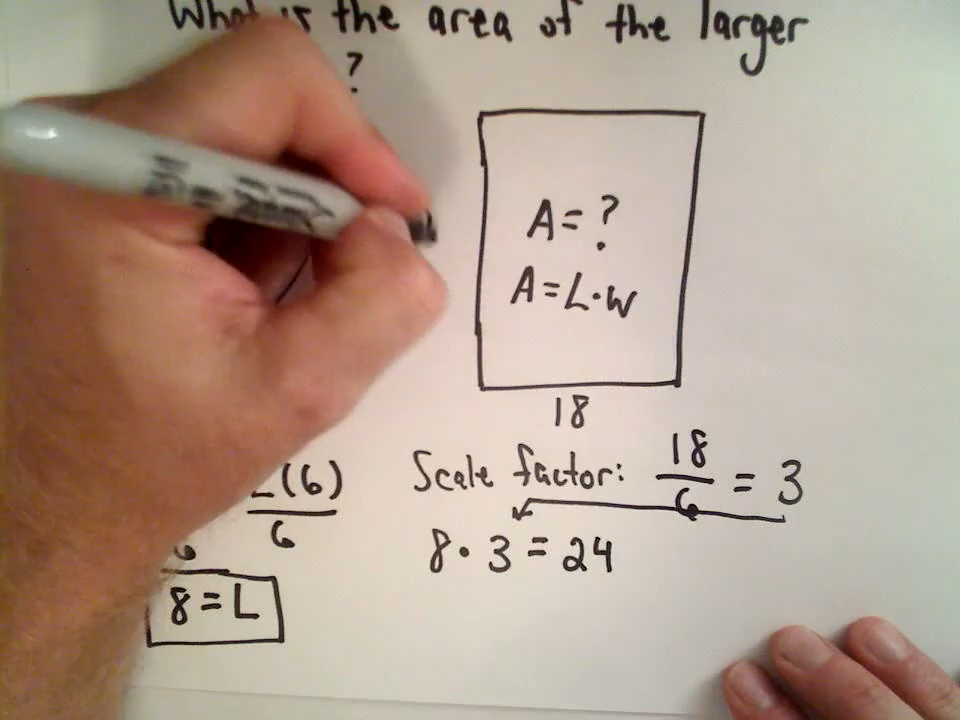 What is the area of the larger
?
A = ?
A = L · W
18
Scale factor: 18/6 = 3
(6)
6
6
8 · 3 = 24
8 = L